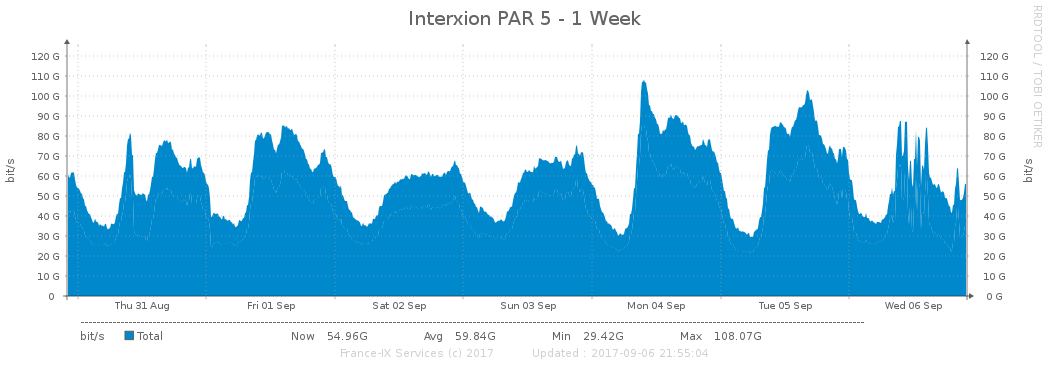 Interxion PAR 5 - 1 Week
RRDTOOL / TOBI OETIKER
bit/s
120 G
110 G
100 G
90 G
80 G
70 G
60 G
50 G
40 G
30 G
20 G
10 G
0
120 G
110 G
100 G
90 G
80 G
70 G
60 G
50 G
40 G
30 G
20 G
10 G
0 G
bit/s
Thu 31 Aug Fri 01 Sep Sat 02 Sep Sun 03 Sep Mon 04 Sep Tue 05 Sep Wed 06 Sep
bit/s Total Now 54.96G Avg 59.84G Min 29.42G Max 108.07G
France-IX Services (c) 2017 Updated : 2017-09-06 21:55:04